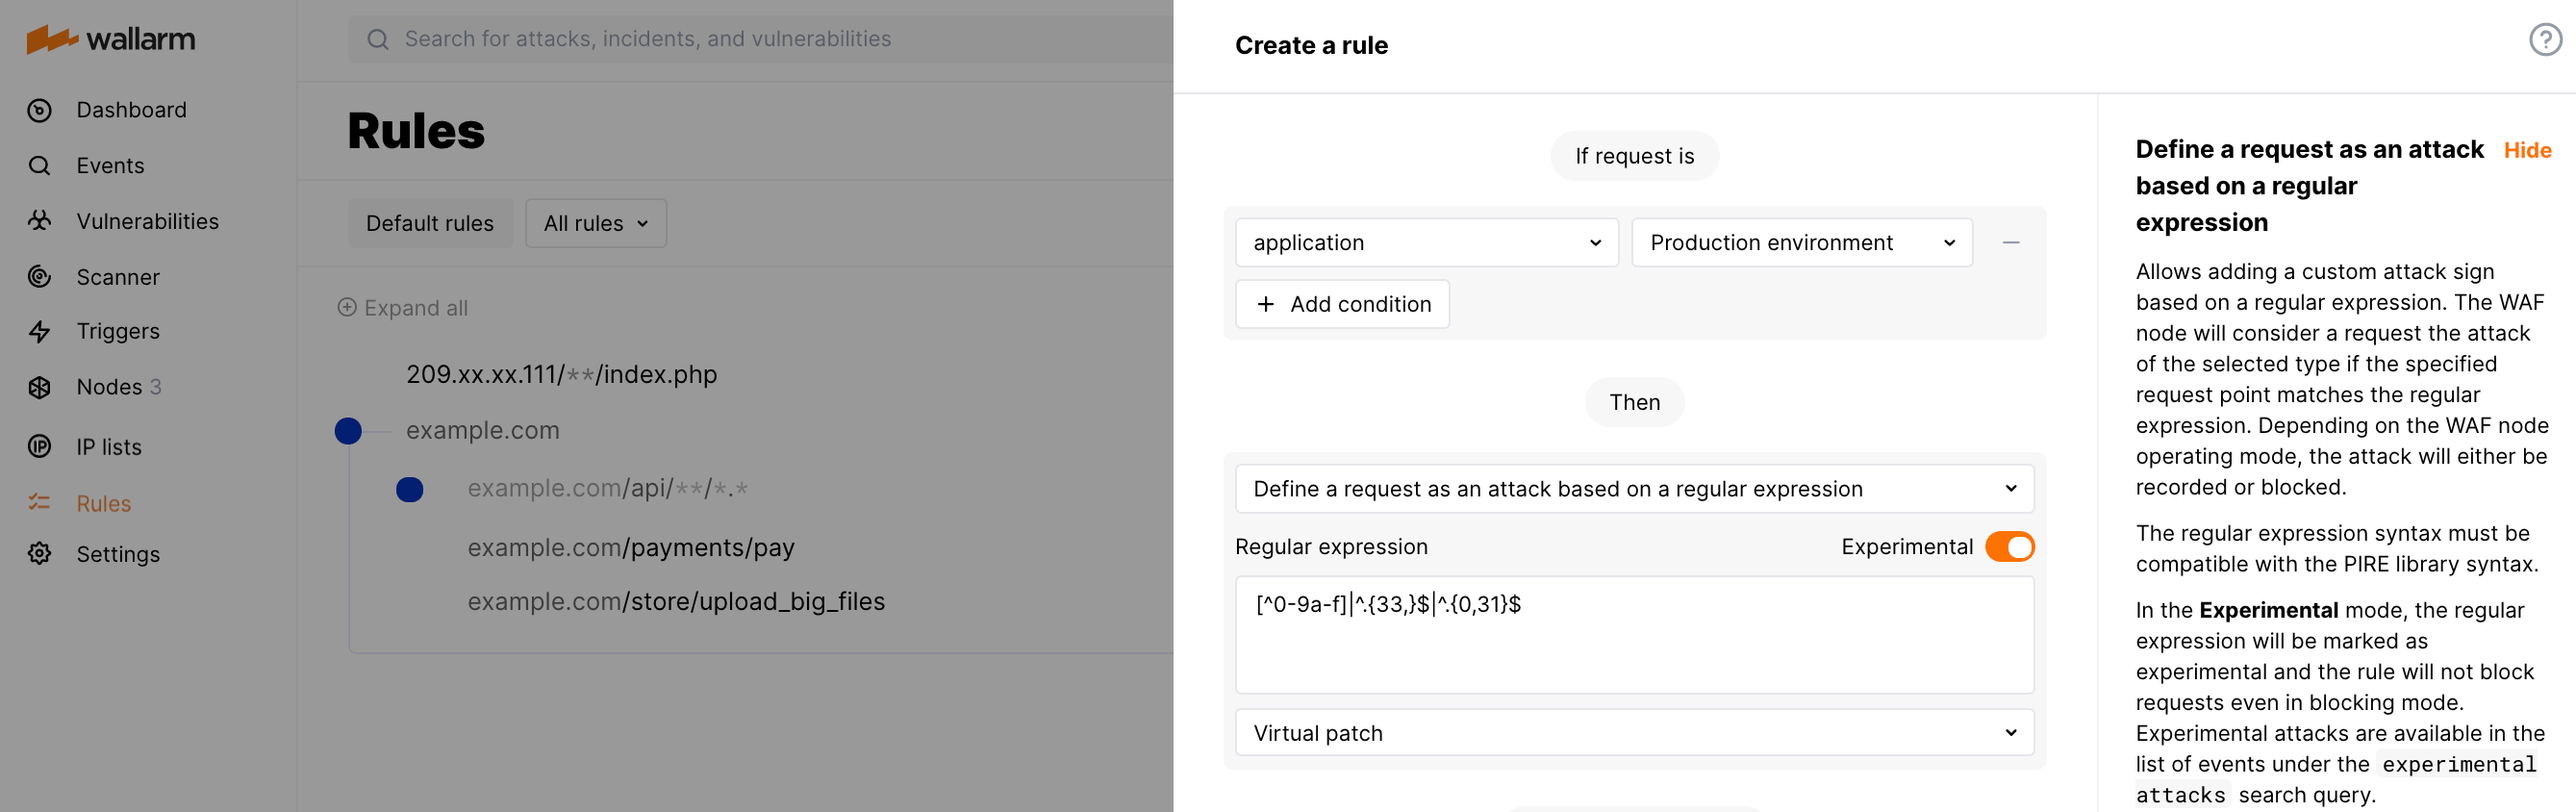 wallarm
Dashboard
Events
Vulnerabilities
Scanner
Triggers
Nodes 3
IP lists
Rules
Settings
Search for attacks, incidents, and vulnerabilities
Rules
Default rules
All rules
Expand all
209.xx.xx.111/**/index.php
example.com
example.com/api/**/*.*
example.com/payments/pay
example.com/store/upload_big_files
Create a rule
If request is
application
Production environment
+ Add condition
Then
Define a request as an attack based on a regular expression
Regular expression
Experimental
[^0-9a-f]|^.{33,}$|^.{0,31}$
Virtual patch
Define a request as an attack Hide
based on a regular
expression
Allows adding a custom attack sign
based on a regular expression. The WAF
node will consider a request the attack
of the selected type if the specified
request point matches the regular
expression. Depending on the WAF node
operating mode, the attack will either be
recorded or blocked.
The regular expression syntax must be
compatible with the PIRE library syntax.
In the Experimental mode, the regular
expression will be marked as
experimental and the rule will not block
requests even in blocking mode.
Experimental attacks are available in the
list of events under the experimental
attacks search query.